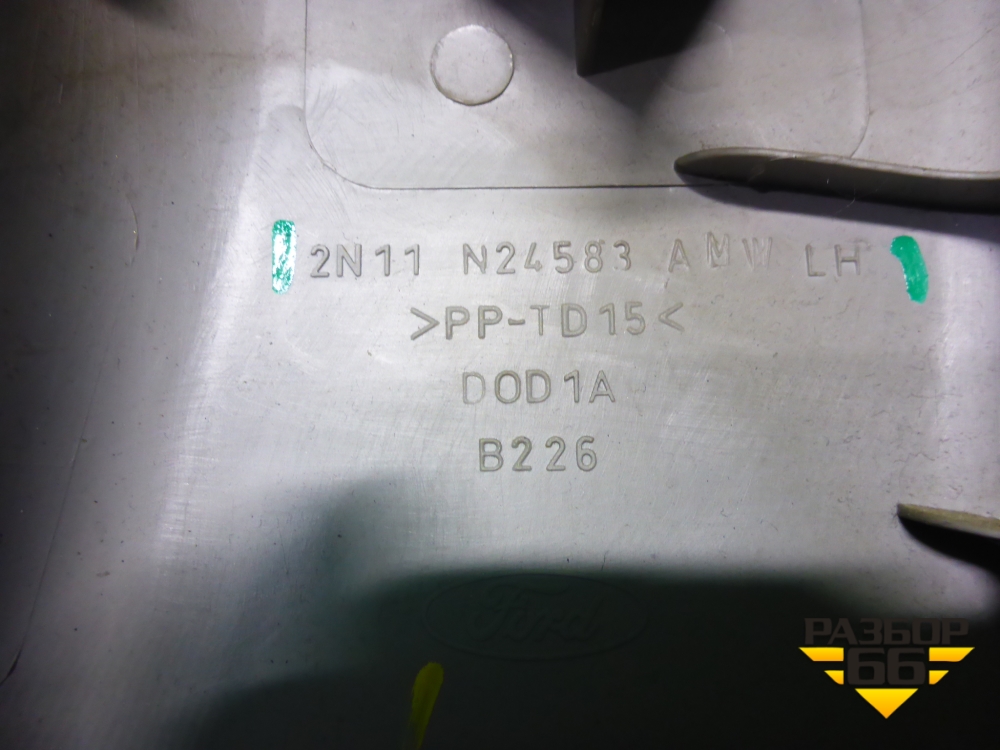 2N11 N24583 AMW LH
>PP-TD15<
DOD1A
B226
Ford
РАЗБОР
66